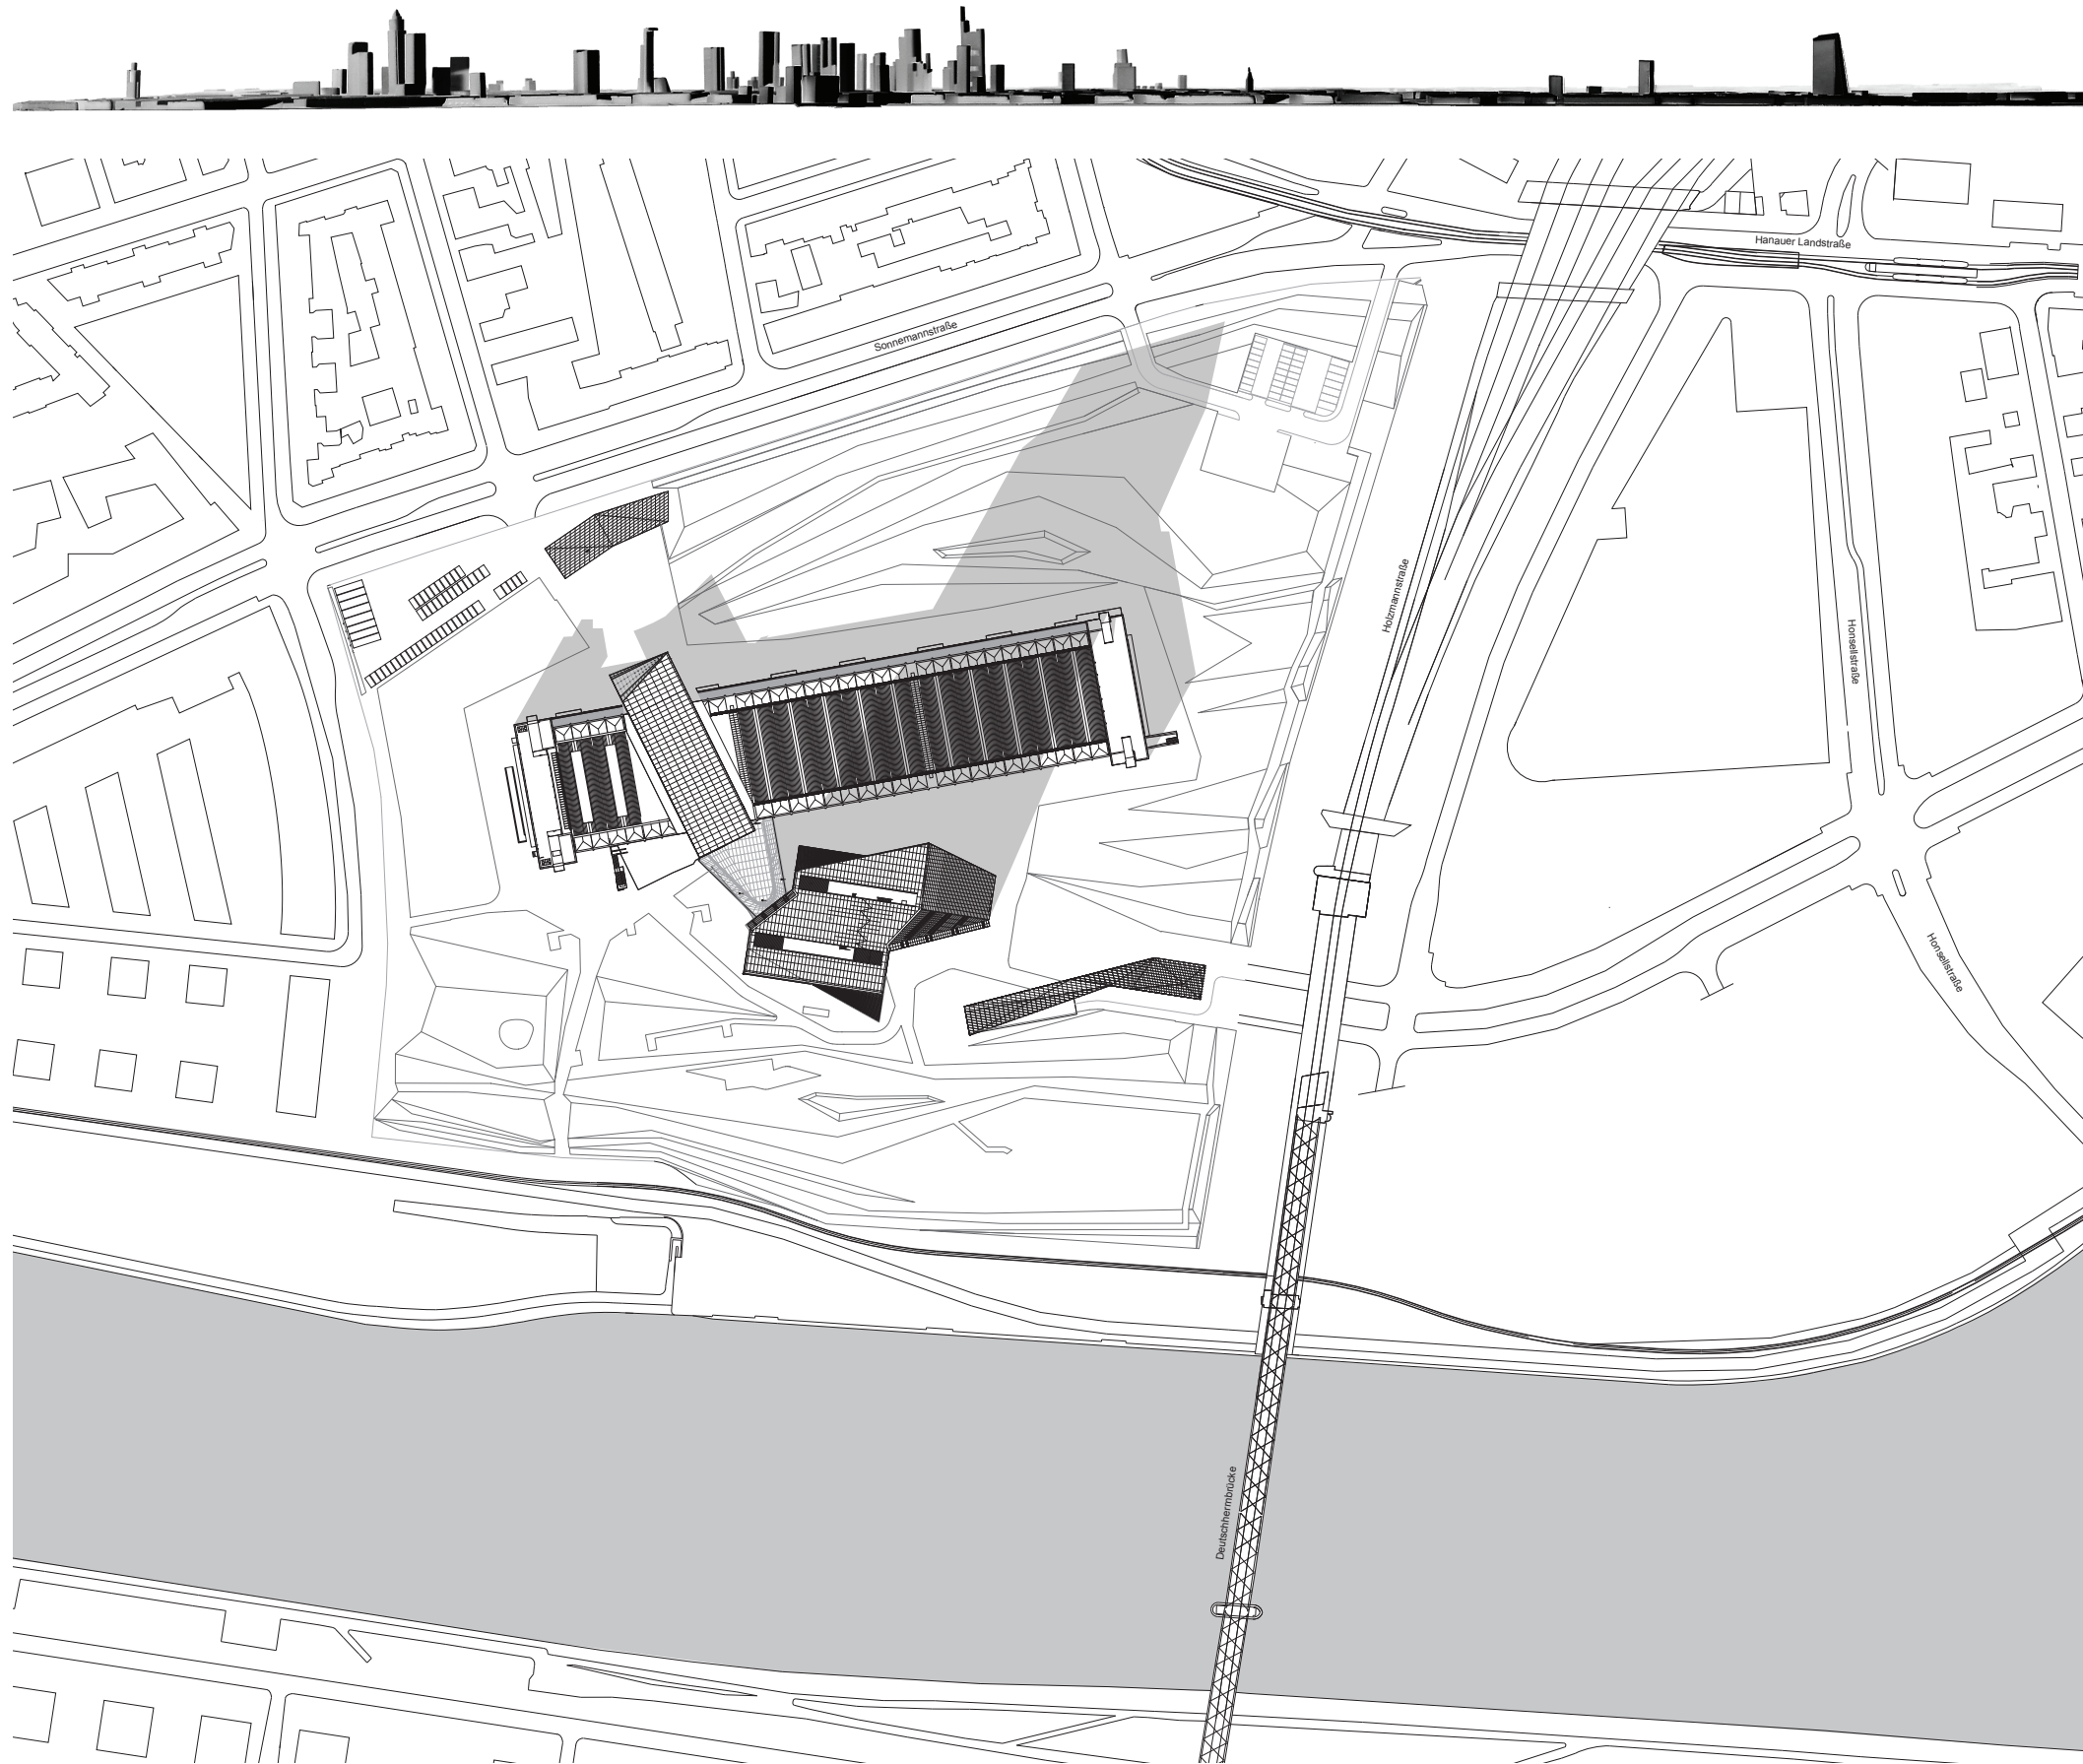 Hanauer Landstraße
Sonnemannstraße
Holzmannstraße
Honsellstraße
Honsellstraße
Deutschherrnbrücke